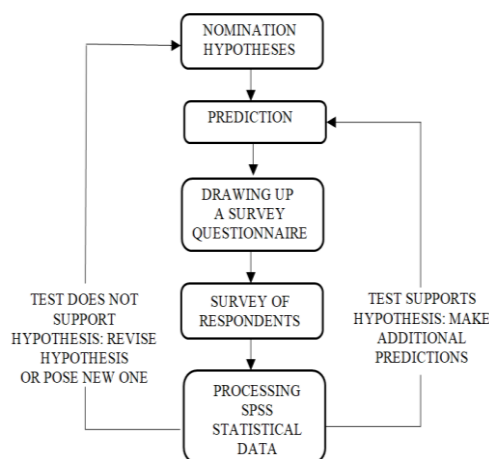 NOMINATION
HYPOTHESES
PREDICTION
DRAWING UP
A SURVEY
QUESTIONNAIRE
SURVEY OF
RESPONDENTS
PROCESSING
SPSS
STATISTICAL
DATA
TEST DOES NOT
SUPPORT
HYPOTHESIS: REVISE
HYPOTHESIS
OR POSE NEW ONE
TEST SUPPORTS
HYPOTHESIS: MAKE
ADDITIONAL
PREDICTIONS